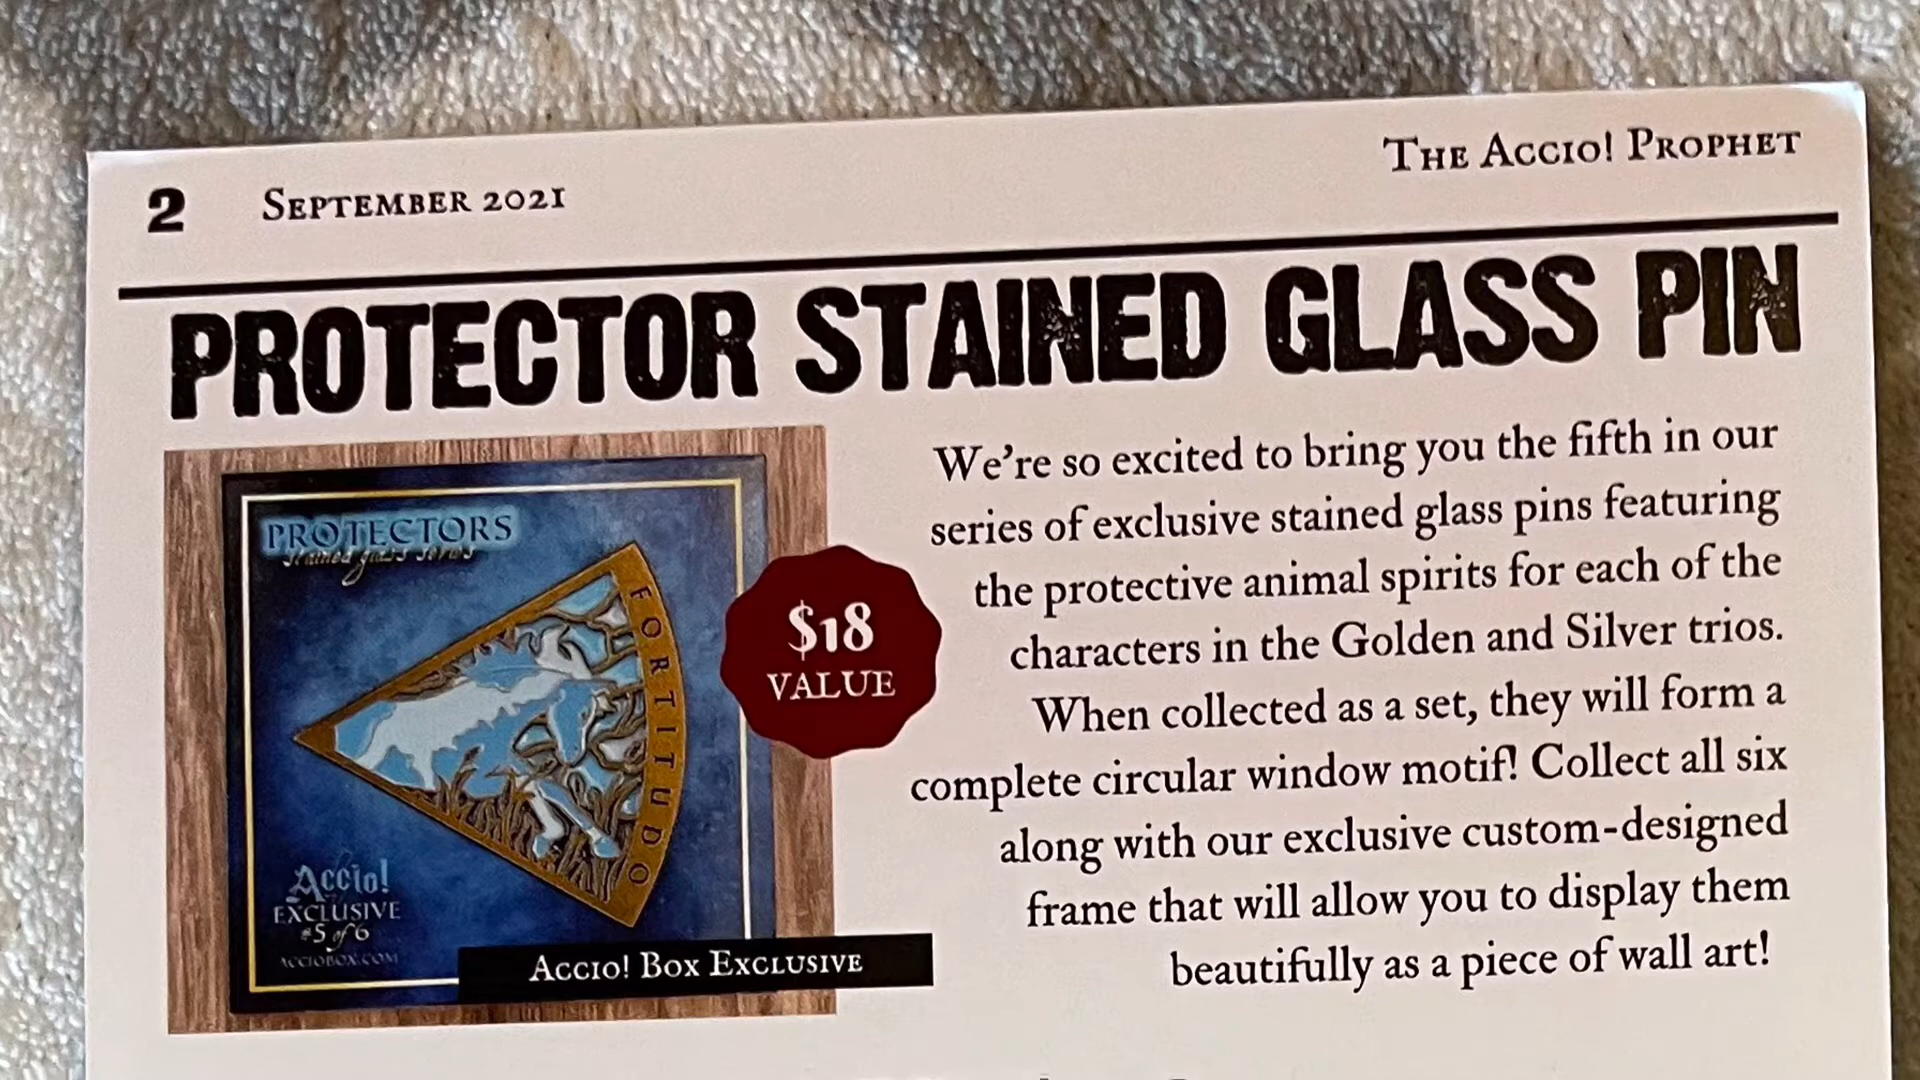 2 September 2021
The Accio! Prophet
PROTECTOR STAINED GLASS PIN
PROTECTORS
stained glass series
FORTITUDO
Accio!
EXCLUSIVE
#5 of 6
ACCIOBOX.COM
Accio! Box Exclusive
$18
VALUE
We're so excited to bring you the fifth in our
series of exclusive stained glass pins featuring
the protective animal spirits for each of the
characters in the Golden and Silver trios.
When collected as a set, they will form a
complete circular window motif! Collect all six
along with our exclusive custom-designed
frame that will allow you to display them
beautifully as a piece of wall art!